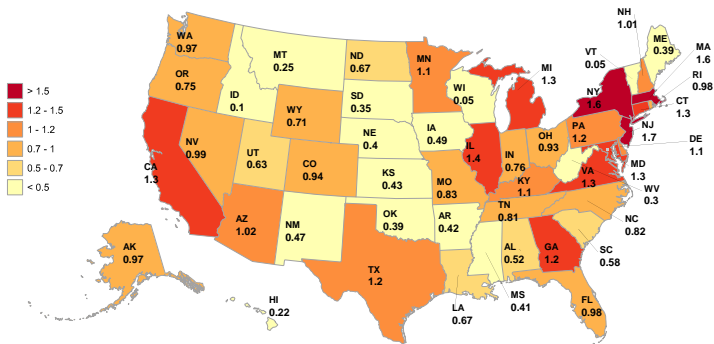 > 1.5
1.2 - 1.5
1 - 1.2
0.7 - 1
0.5 - 0.7
< 0.5
WA
0.97
OR
0.75
CA
1.3
NV
0.99
ID
0.1
MT
0.25
WY
0.71
UT
0.63
AZ
1.02
CO
0.94
NM
0.47
ND
0.67
SD
0.35
NE
0.4
KS
0.43
OK
0.39
TX
1.2
MN
1.1
IA
0.49
MO
0.83
AR
0.42
LA
0.67
WI
0.05
IL
1.4
MI
1.3
IN
0.76
OH
0.93
KY
1.1
TN
0.81
MS
0.41
AL
0.52
GA
1.2
FL
0.98
SC
0.58
NC
0.82
VA
1.3
WV
0.3
MD
1.3
DE
1.1
PA
1.2
NJ
1.7
NY
1.6
CT
1.3
RI
0.98
MA
1.6
VT
0.05
NH
1.01
ME
0.39
AK
0.97
HI
0.22